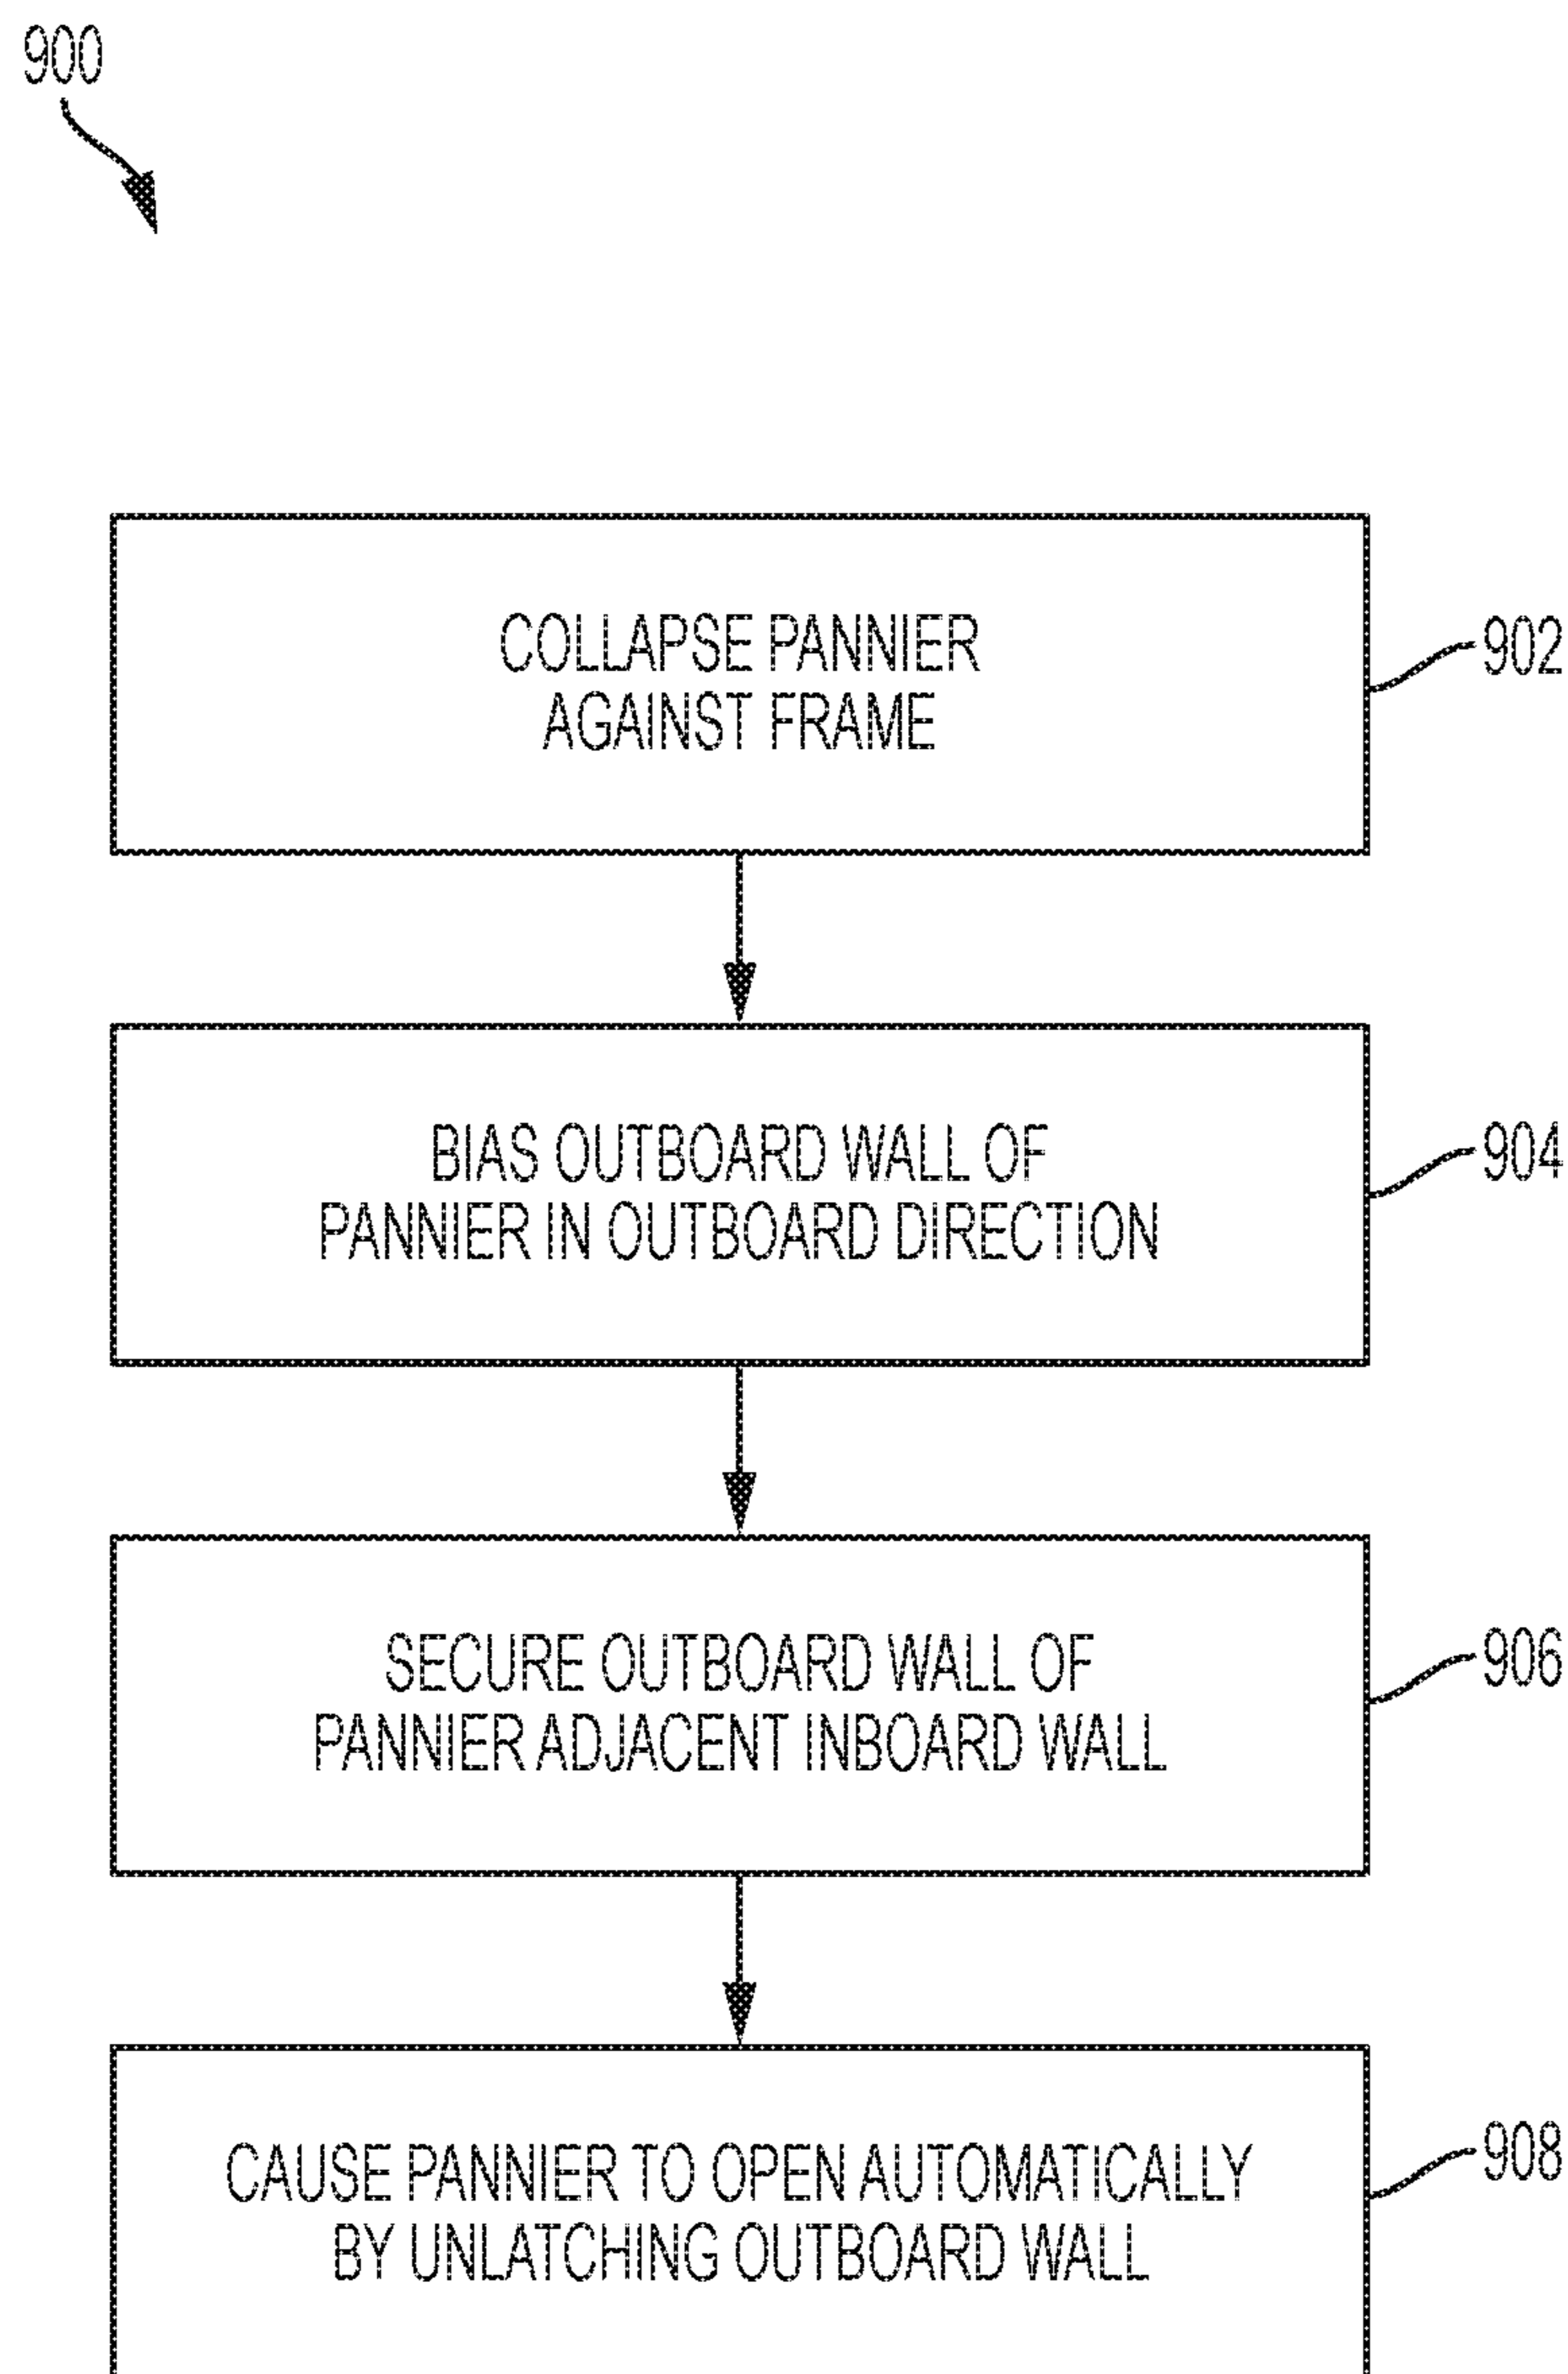 900
COLLAPSE PANNIER
AGAINST FRAME
902
BIAS OUTBOARD WALL OF
PANNIER IN OUTBOARD DIRECTION
904
SECURE OUTBOARD WALL OF
PANNIER ADJACENT INBOARD WALL
906
CAUSE PANNIER TO OPEN AUTOMATICALLY
BY UNLATCHING OUTBOARD WALL
908